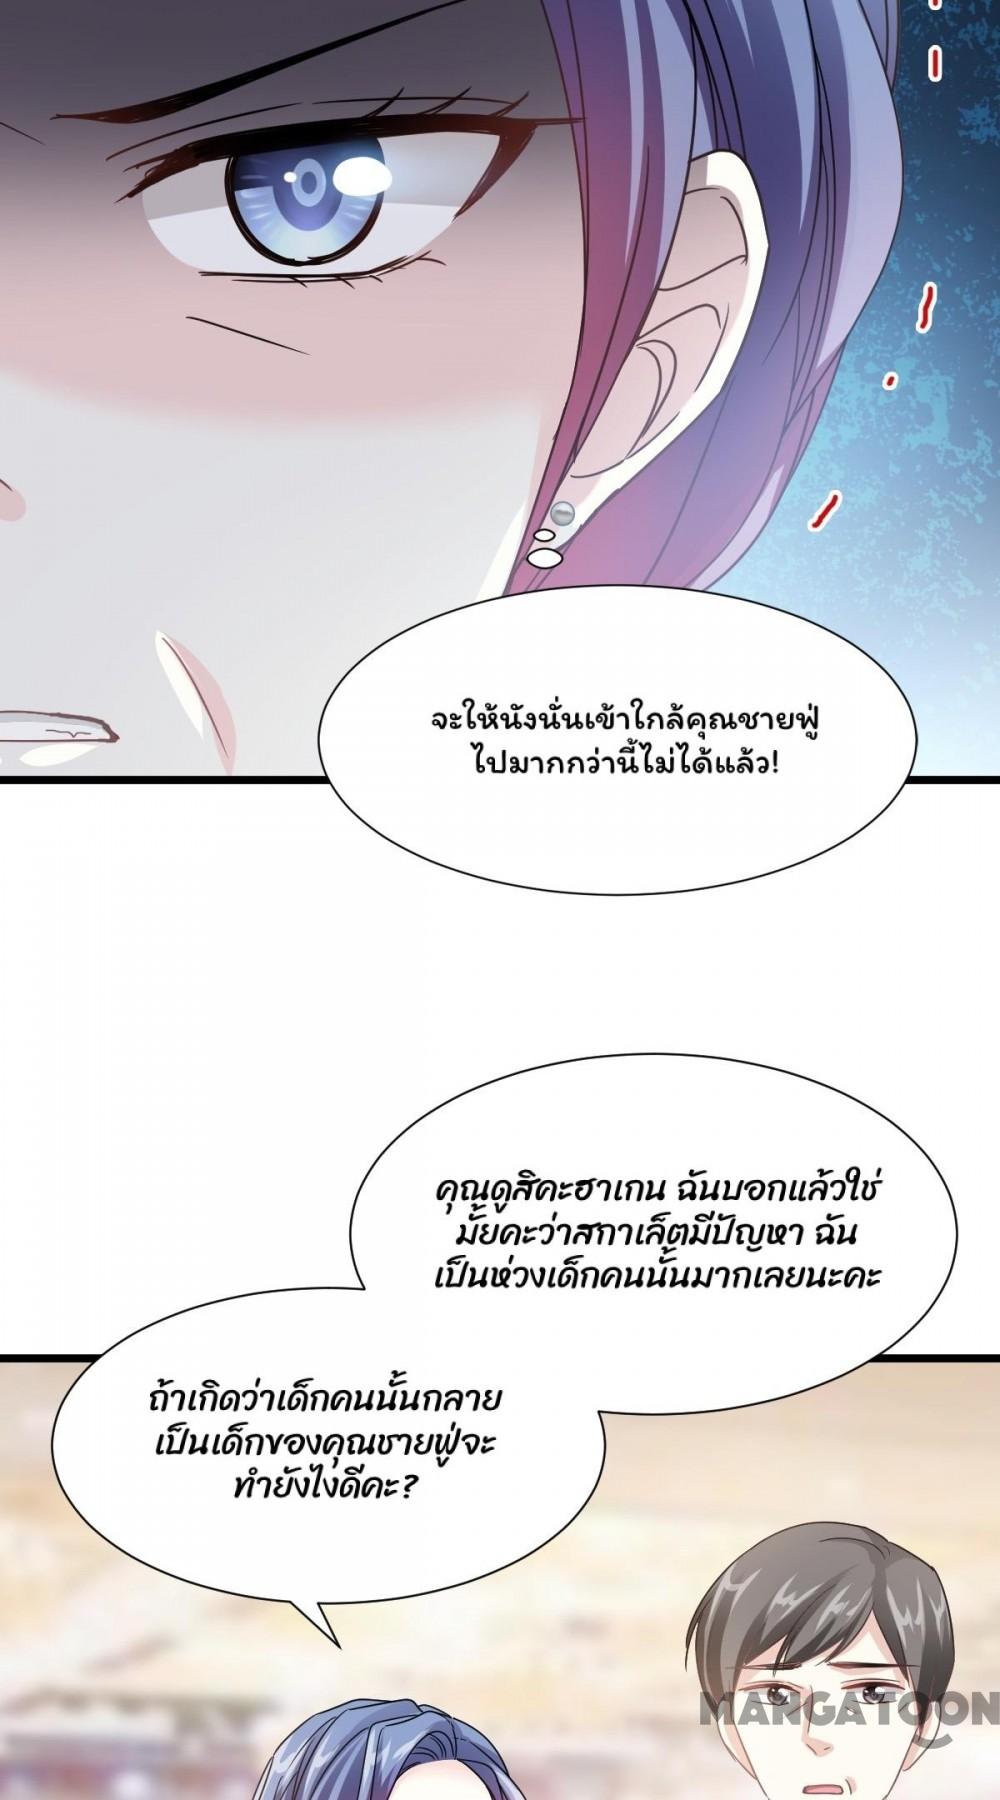 จะให้นังนั่นเข้าใกล้คุณชายฟู่
ไปมากกว่านี้ไม่ได้แล้ว!
คุณดูสิคะฮาเกน ฉันบอกแล้วใช่
มั้ยคะว่าสกาเล็ตมีปัญหา ฉัน
เป็นห่วงเด็กคนนั้นมากเลยนะคะ
ถ้าเกิดว่าเด็กคนนั้นกลาย
เป็นเด็กของคุณชายฟู่จะ
ทำยังไงดีคะ?
MANGATOON